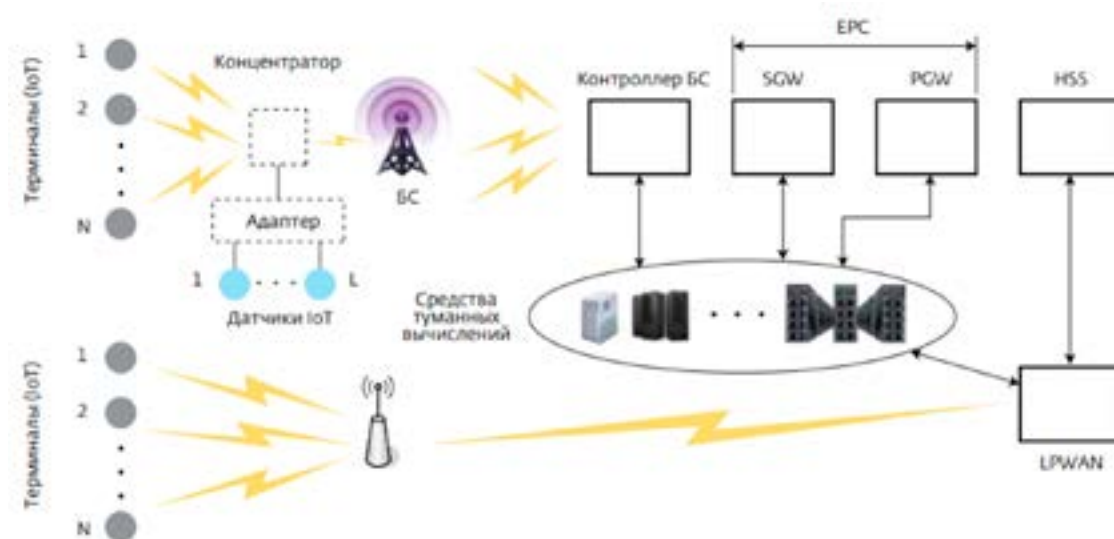 EPC
Концентратор
Контроллер БС
SGW
PGW
HSS
Терминалы (IoT)
1
2
N
БС
Адаптер
1
L
Датчики IoT
Средства
туманных
вычислений
Терминалы (IoT)
1
2
N
LPWAN